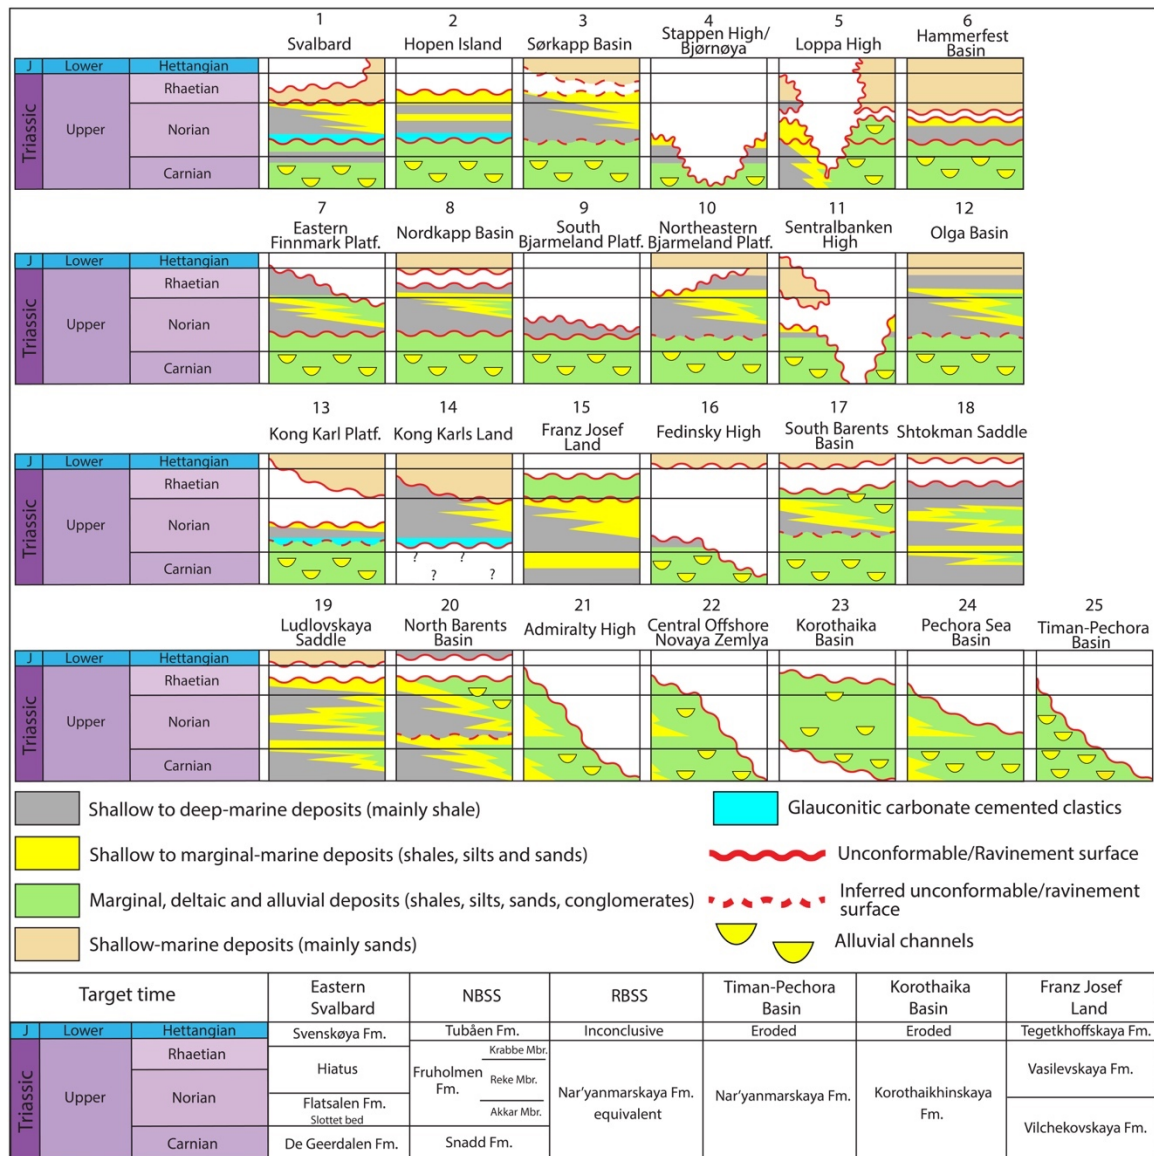 1 2 3 4 5 6
Svalbard Hopen Island Sørkapp Basin Stappen High/ Bjørnøya Loppa High Hammerfest Basin
J Lower Hettangian
Triassic Upper Rhaetian
Norian
Carnian
7 8 9 10 11 12
Eastern Finnmark Platf. Nordkapp Basin South Bjarmeland Platf. Northeastern Bjarmeland Platf. Sentralbanken High Olga Basin
J Lower Hettangian
Triassic Upper Rhaetian
Norian
Carnian
13 14 15 16 17 18
Kong Karl Platf. Kong Karls Land Franz Josef Land Fedinsky High South Barents Basin Shtokman Saddle
J Lower Hettangian
Triassic Upper Rhaetian
Norian
Carnian
? ? ? ?
19 20 21 22 23 24 25
Ludlovskaya Saddle North Barents Basin Admiralty High Central Offshore Novaya Zemlya Korothaika Basin Pechora Sea Basin Timan-Pechora Basin
J Lower Hettangian
Triassic Upper Rhaetian
Norian
Carnian
Shallow to deep-marine deposits (mainly shale)
Shallow to marginal-marine deposits (shales, silts and sands)
Marginal, deltaic and alluvial deposits (shales, silts, sands, conglomerates)
Shallow-marine deposits (mainly sands)
Glauconitic carbonate cemented clastics
Unconformable/Ravinement surface
Inferred unconformable/ravinement
surface
Alluvial channels
Target time Eastern Svalbard NBSS RBSS Timan-Pechora Basin Korothaika Basin Franz Josef Land
J Lower Hettangian Svenskøya Fm. Tubåen Fm. Inconclusive Eroded Eroded Tegetkhoffskaya Fm.
Triassic Upper Rhaetian Norian Carnian
Hiatus
Flatsalen Fm.
Slottet bed
De Geerdalen Fm.
Fruholmen Fm.
Krabbe Mbr.
Reke Mbr.
Akkar Mbr.
Snadd Fm.
Nar'yanmarskaya Fm.
equivalent
Nar'yanmarskaya Fm.
Korothaikhinskaya
Fm.
Vasilevskaya Fm.
Vilchekovskaya Fm.